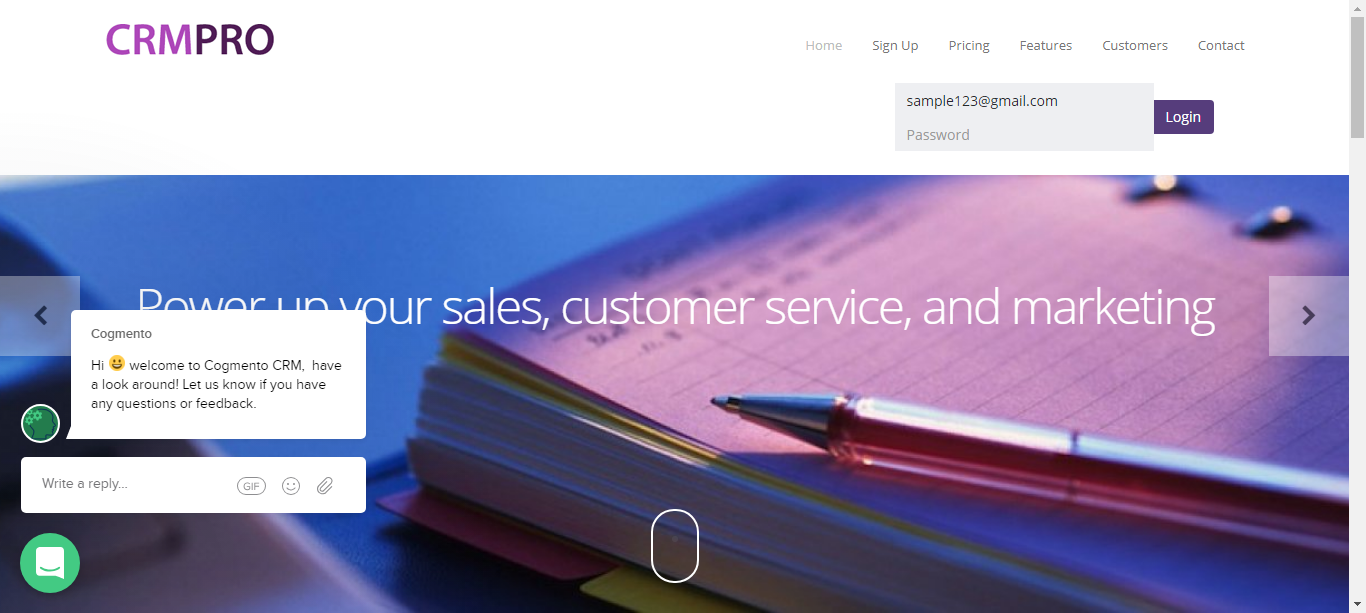 CRMPRO
Home Sign Up Pricing Features Customers Contact
sample123@gmail.com
Password
Login
Power up your sales, customer service, and marketing
Cogmento
Hi 😀 welcome to Cogmento CRM, have
a look around! Let us know if you have
any questions or feedback.
Write a reply...
GIF